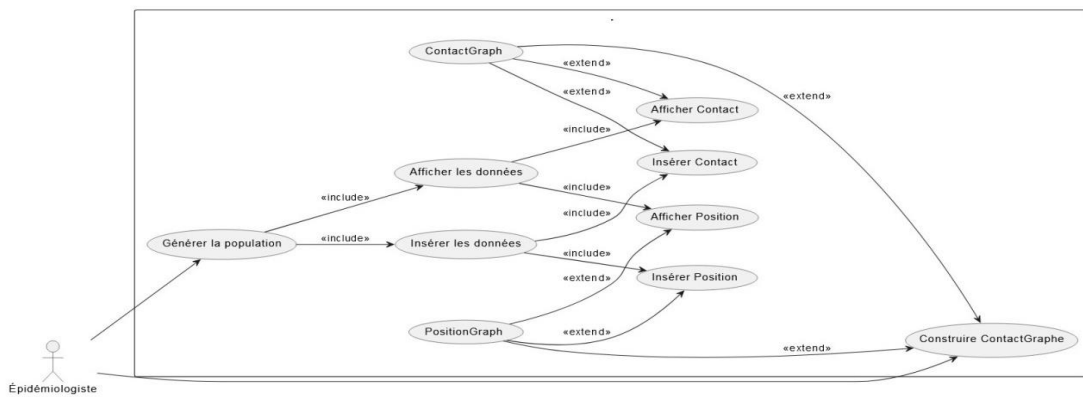 ContactGraph
«extend»
«extend»
«extend»
Afficher Contact
«include»
Insérer Contact
Afficher les données
«include»
«include»
Afficher Position
«include»
Générer la population
«include»
Insérer les données
«include»
Insérer Position
«extend»
PositionGraph
«extend»
«extend»
Construire ContactGraphe
Épidémiologiste